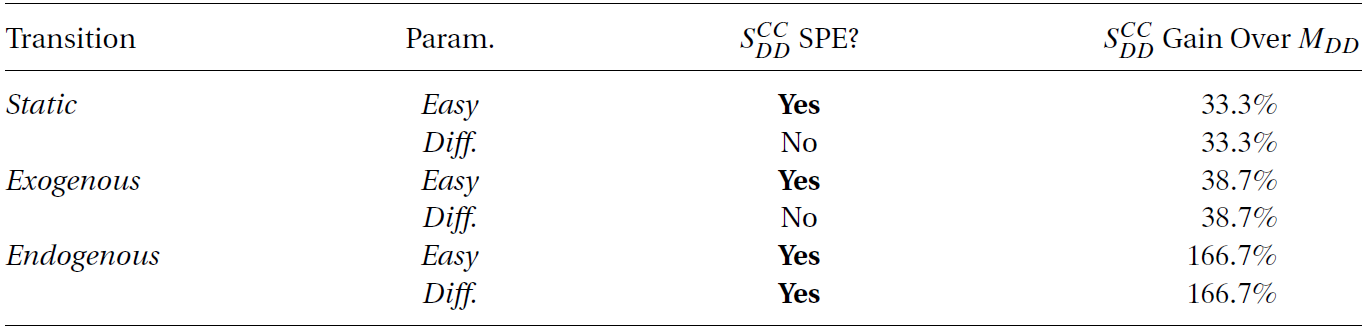 Transition Param. $S_{DD}^{CC}$ SPE? $S_{DD}^{CC}$ Gain Over $M_{DD}$
Static Easy Yes 33.3%
Diff. No 33.3%
Exogenous Easy Yes 38.7%
Diff. No 38.7%
Endogenous Easy Yes 166.7%
Diff. Yes 166.7%